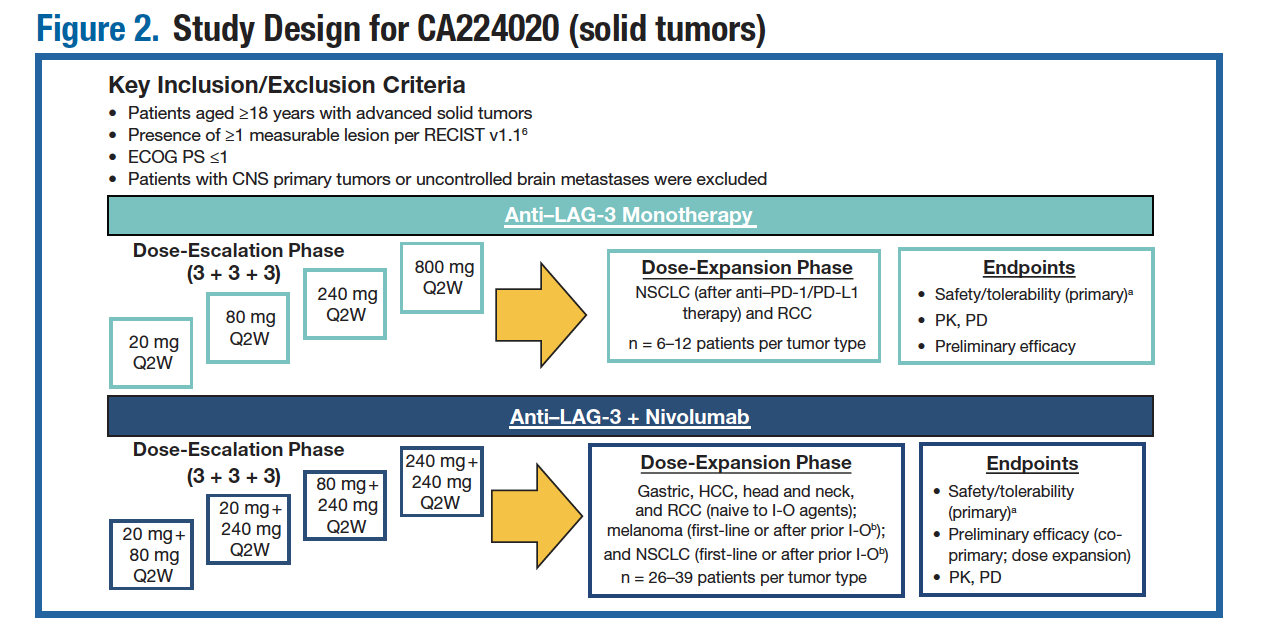 Figure 2. Study Design for CA224020 (solid tumors)
Key Inclusion/Exclusion Criteria
• Patients aged ≥18 years with advanced solid tumors
• Presence of ≥1 measurable lesion per RECIST v1.1⁶
• ECOG PS ≤1
• Patients with CNS primary tumors or uncontrolled brain metastases were excluded
Anti–LAG-3 Monotherapy
Dose-Escalation Phase
(3 + 3 + 3)
20 mg
Q2W
80 mg
Q2W
240 mg
Q2W
800 mg
Q2W
Dose-Expansion Phase
NSCLC (after anti–PD-1/PD-L1
therapy) and RCC
n = 6–12 patients per tumor type
Endpoints
• Safety/tolerability (primary)ᵃ
• PK, PD
• Preliminary efficacy
Anti–LAG-3 + Nivolumab
Dose-Escalation Phase
(3 + 3 + 3)
20 mg+
80 mg
Q2W
20 mg+
240 mg
Q2W
80 mg+
240 mg
Q2W
240 mg+
240 mg
Q2W
Dose-Expansion Phase
Gastric, HCC, head and neck,
and RCC (naive to I-O agents);
melanoma (first-line or after prior I-Oᵇ);
and NSCLC (first-line or after prior I-Oᵇ)
n = 26–39 patients per tumor type
Endpoints
• Safety/tolerability
(primary)ᵃ
• Preliminary efficacy (co-
primary; dose expansion)
• PK, PD